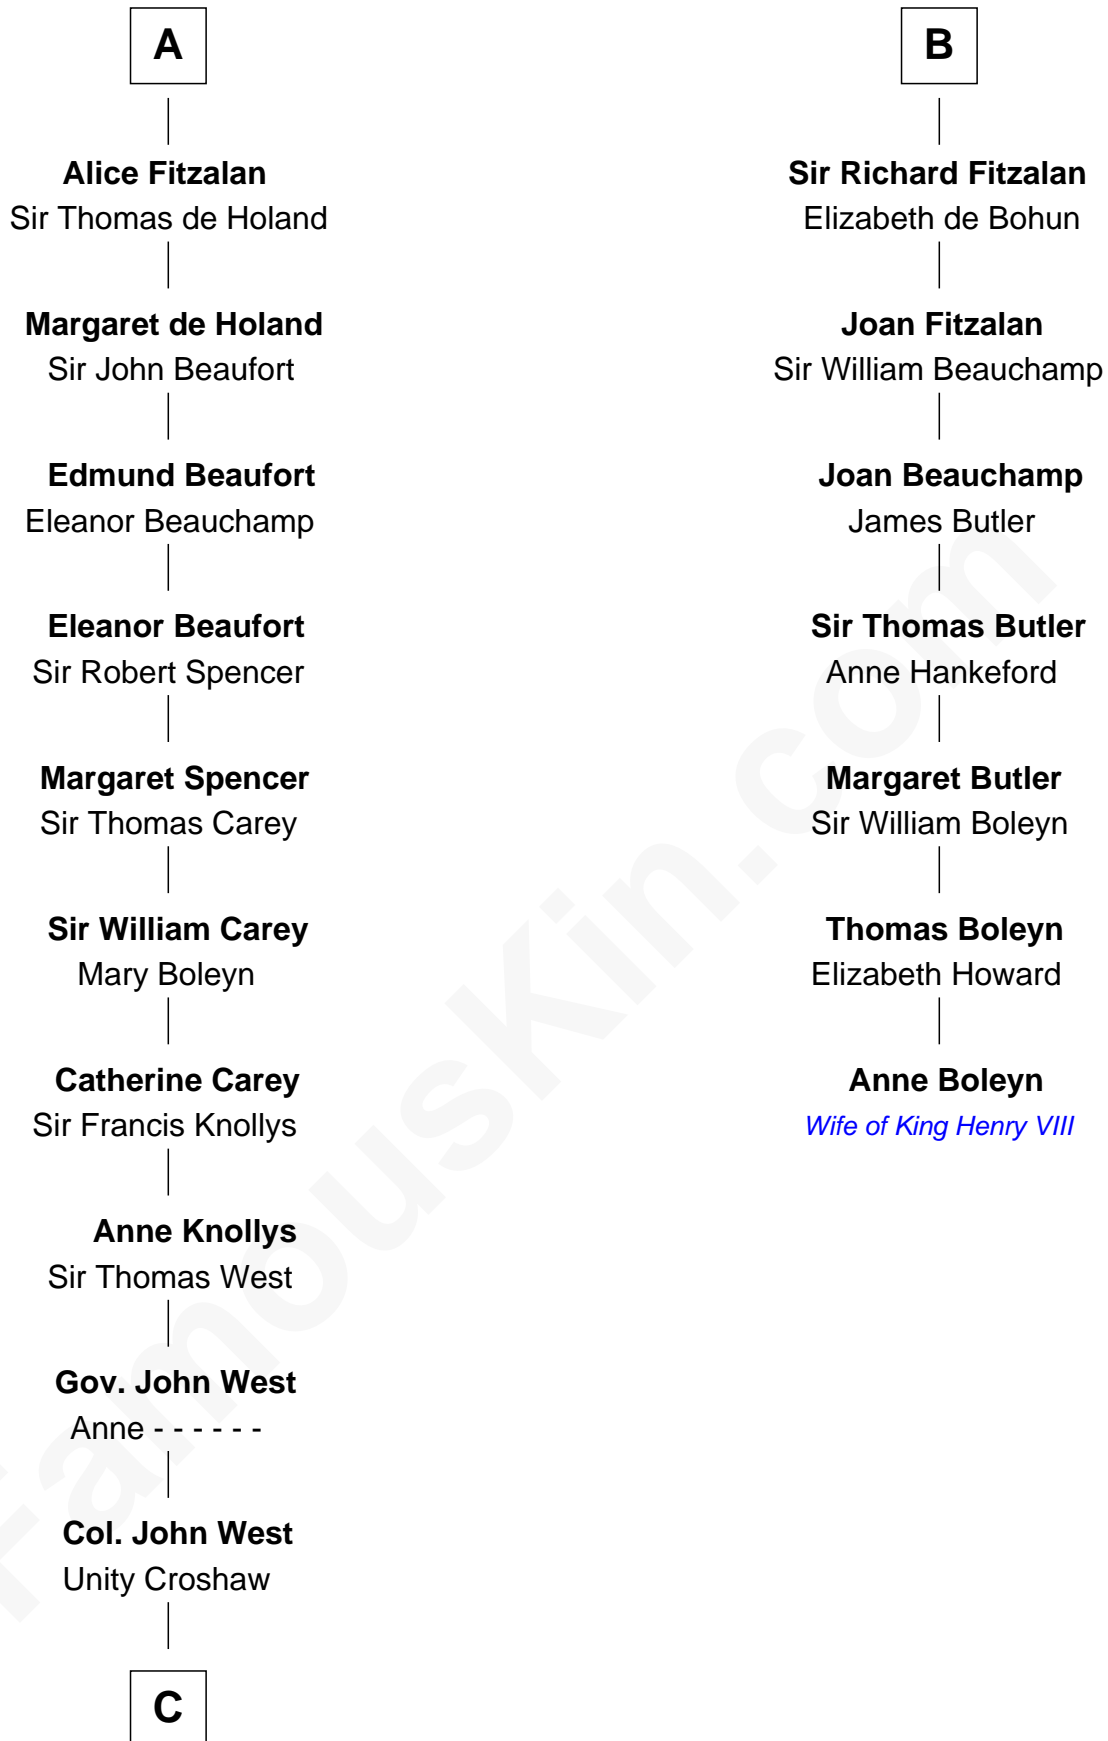 A
Alice Fitzalan
Sir Thomas de Holand
Margaret de Holand
Sir John Beaufort
Edmund Beaufort
Eleanor Beauchamp
Eleanor Beaufort
Sir Robert Spencer
Margaret Spencer
Sir Thomas Carey
Sir William Carey
Mary Boleyn
Catherine Carey
Sir Francis Knollys
Anne Knollys
Sir Thomas West
Gov. John West
Anne - - - - - -
Col. John West
Unity Croshaw
C
B
Sir Richard Fitzalan
Elizabeth de Bohun
Joan Fitzalan
Sir William Beauchamp
Joan Beauchamp
James Butler
Sir Thomas Butler
Anne Hankeford
Margaret Butler
Sir William Boleyn
Thomas Boleyn
Elizabeth Howard
Anne Boleyn
Wife of King Henry VIII
FamousKin.com